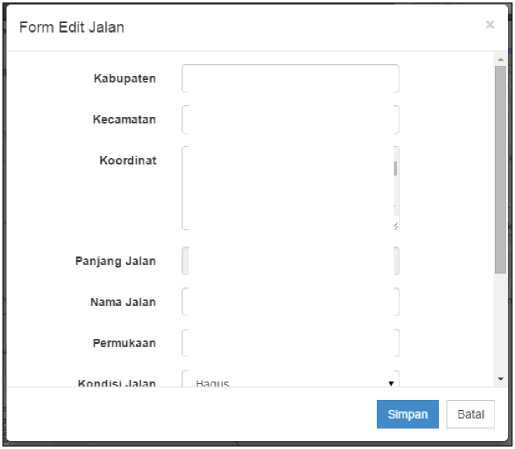 Form Edit Jalan ×
Kabupaten
Kecamatan
Koordinat
Panjang Jalan
Nama Jalan
Permukaan
Kondisi Jalan Bagus
Simpan Batal